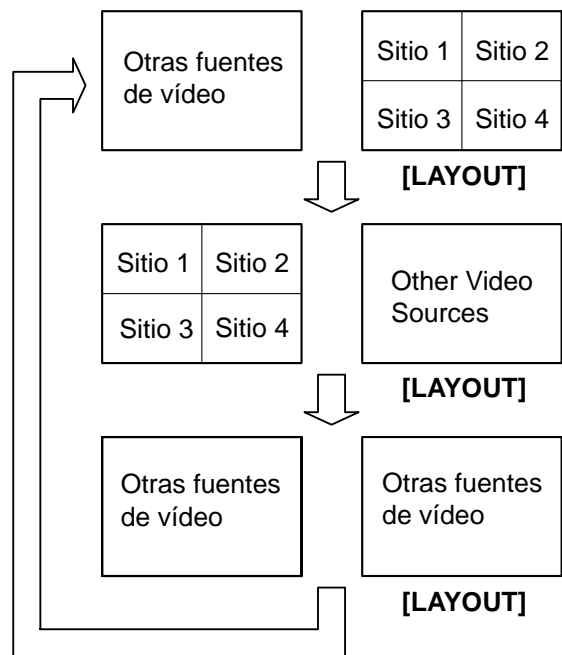 Otras fuentes
de vídeo
Sitio 1 Sitio 2
Sitio 3 Sitio 4
[LAYOUT]
Sitio 1 Sitio 2
Sitio 3 Sitio 4
Other Video
Sources
[LAYOUT]
Otras fuentes
de vídeo
Otras fuentes
de vídeo
[LAYOUT]